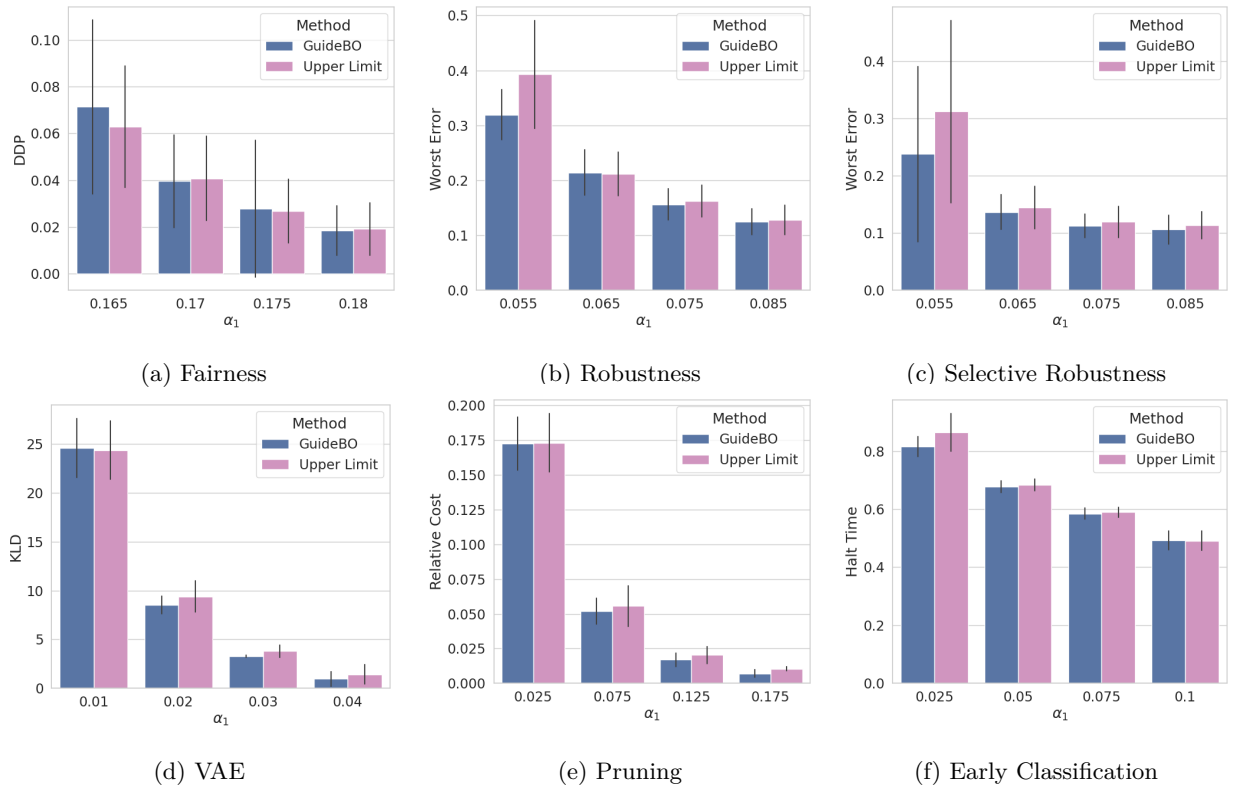 Method
GuideBO
Upper Limit
DDP
0.10
0.08
0.06
0.04
0.02
0.00
0.165 0.17 0.175 0.18
α₁
(a) Fairness
Method
GuideBO
Upper Limit
Worst Error
0.5
0.4
0.3
0.2
0.1
0.0
0.055 0.065 0.075 0.085
α₁
(b) Robustness
Method
GuideBO
Upper Limit
Worst Error
0.4
0.3
0.2
0.1
0.0
0.055 0.065 0.075 0.085
α₁
(c) Selective Robustness
Method
GuideBO
Upper Limit
KLD
25
20
15
10
5
0
0.01 0.02 0.03 0.04
α₁
(d) VAE
Method
GuideBO
Upper Limit
Relative Cost
0.200
0.175
0.150
0.125
0.100
0.075
0.050
0.025
0.000
0.025 0.075 0.125 0.175
α₁
(e) Pruning
Method
GuideBO
Upper Limit
Halt Time
0.8
0.6
0.4
0.2
0.0
0.025 0.05 0.075 0.1
α₁
(f) Early Classification